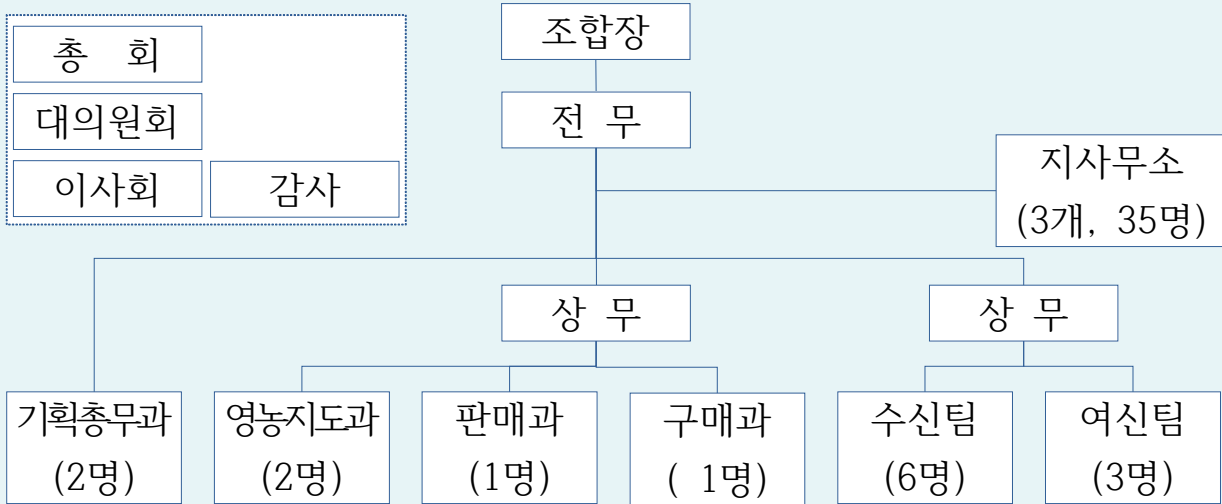 총 회
대의원회
이사회
감사
조합장
전 무
지사무소
(3개, 35명)
상 무
상 무
기획총무과
(2명)
영농지도과
(2명)
판매과
(1명)
구매과
( 1명)
수신팀
(6명)
여신팀
(3명)